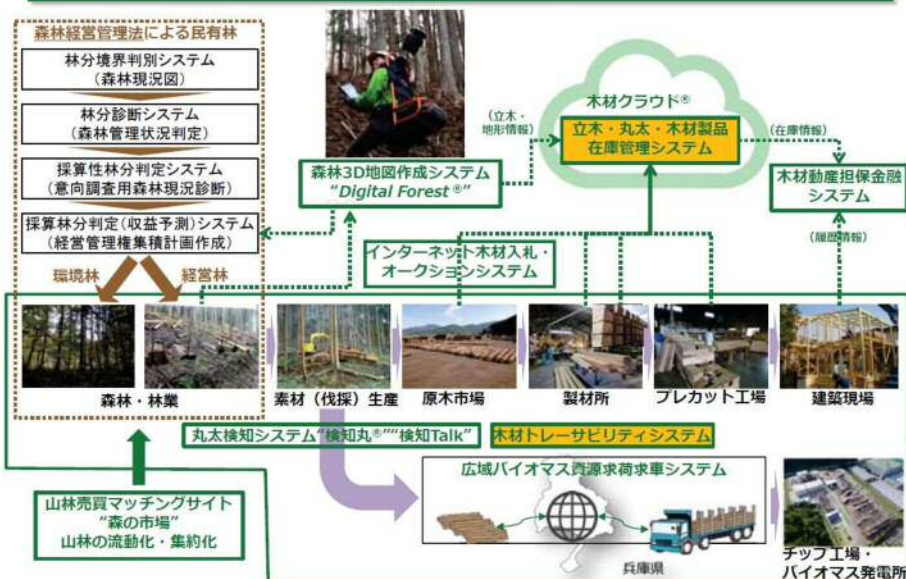 森林経営管理法による民有林
林分境界判別システム
(森林現況図)
林分診断システム
(森林管理状況判定)
採算性林分判定システム
(意向調査用森林現況診断)
採算林分判定(収益予測)システム
(経営管理権集積計画作成)
環境林
経営林
森林3D地図作成システム
"Digital Forest®"
(立木・
地形情報)
木材クラウド®
立木・丸太・木材製品
在庫管理システム
(在庫情報)
木材動産担保金融
システム
(履歴情報)
インターネット木材入札・
オークションシステム
森林・林業
素材(伐採)生産
原木市場
製材所
プレカット工場
建築現場
丸太検知システム"検知丸®""検知Talk"
木材トレーサビリティシステム
山林売買マッチングサイト
"森の市場"
山林の流動化・集約化
広域バイオマス資源求荷求車システム
兵庫県
チップ工場・
バイオマス発電所